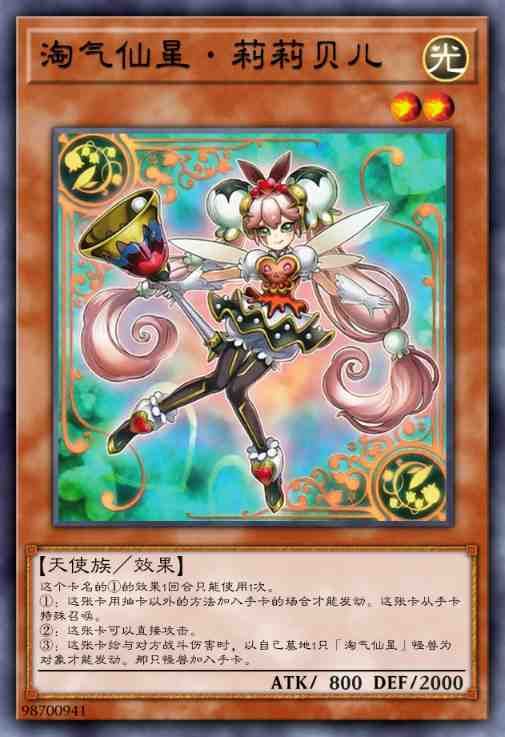 淘气仙星·莉莉贝儿
光
【天使族／效果】
这个卡名的①的效果1回合只能使用1次。
①：这张卡用抽卡以外的方法加入手卡的场合才能发动。这张卡从手卡
特殊召唤。
②：这张卡可以直接攻击。
③：这张卡给与对方战斗伤害时，以自己墓地1只「淘气仙星」怪兽为
对象才能发动。那只怪兽加入手卡。
ATK/ 800 DEF/2000
98700941